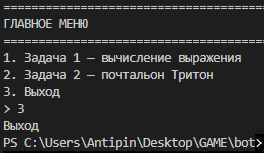 ========================================
ГЛАВНОЕ МЕНЮ
========================================
1. Задача 1 — вычисление выражения
2. Задача 2 — почтальон Тритон
3. Выход
> 3
Выход
PS C:\Users\Antipin\Desktop\GAME\bot>